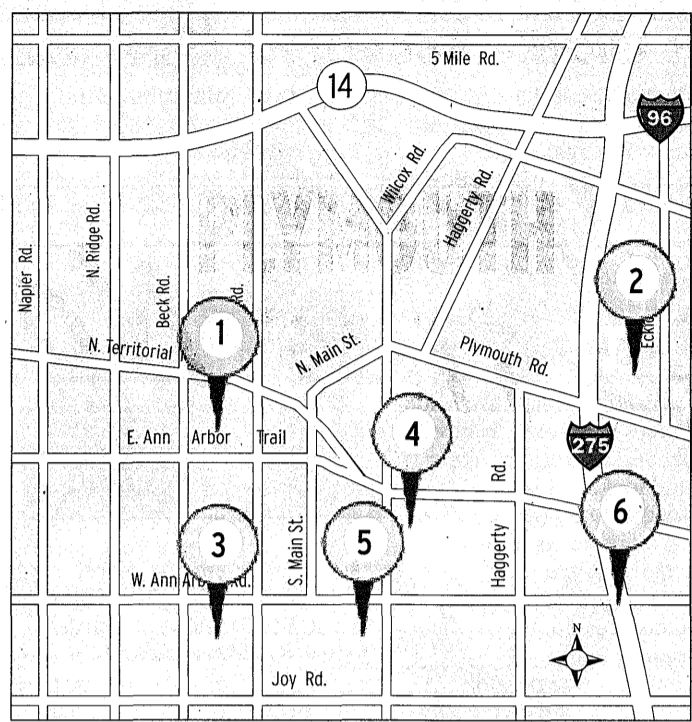 5 Mile Rd.
14
96
Wilcox Rd.
Haggerty Rd.
Napier Rd.
N. Ridge Rd.
Beck Rd.
Rd.
1
2
N. Territorial
N. Main St.
Plymouth Rd.
E. Ann Arbor Trail
4
275
Rd.
6
3
5
S. Main St.
Haggerty
W. Ann Rd.
N
Joy Rd.